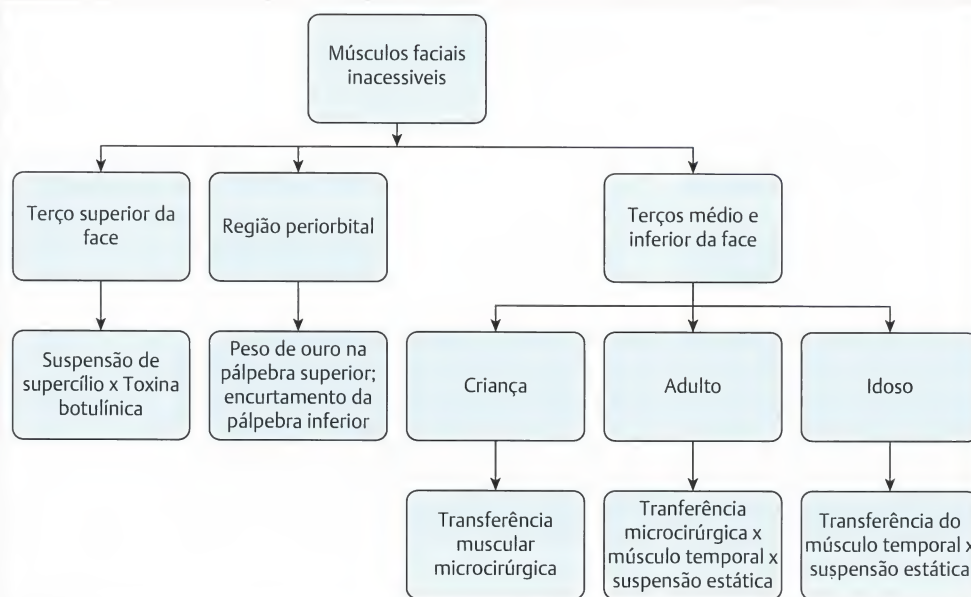 Músculos faciais
inacessiveis
Terço superior da
face
Região periorbital
Terços médio e
inferior da face
Suspensão de
supercílio x Toxina
botulínica
Peso de ouro na
pálpebra superior;
encurtamento da
pálpebra inferior
Criança
Adulto
Idoso
Transferência
muscular
microcirúrgica
Tranferência
microcirúrgica x
músculo temporal x
suspensão estática
Transferência do
músculo temporal x
suspensão estática